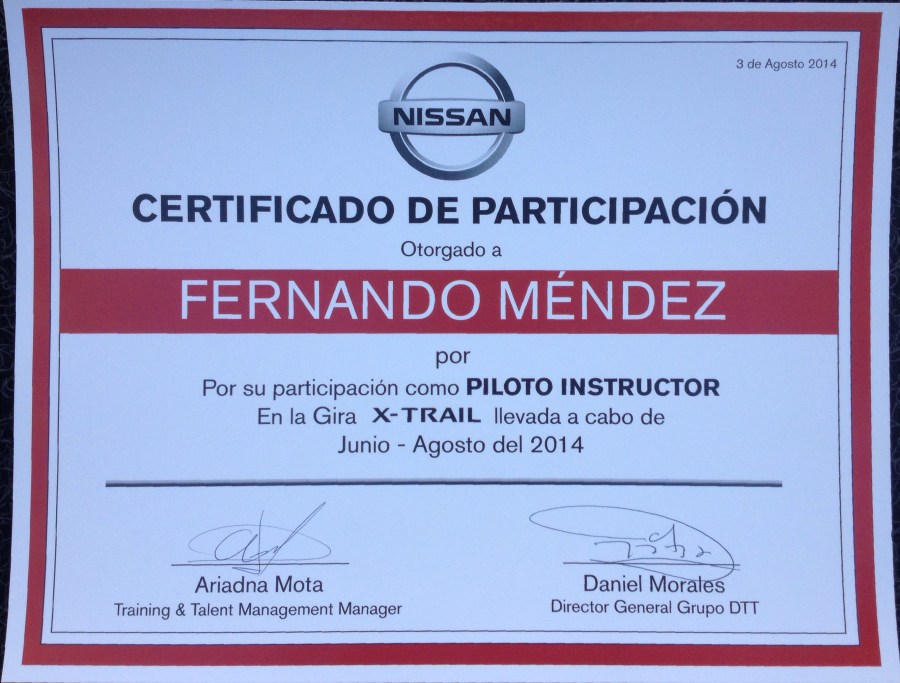 3 de Agosto 2014
NISSAN
CERTIFICADO DE PARTICIPACIÓN
Otorgado a
FERNANDO MÉNDEZ
por
Por su participación como PILOTO INSTRUCTOR
En la Gira X-TRAIL llevada a cabo de
Junio - Agosto del 2014
Ariadna Mota
Training & Talent Management Manager
Daniel Morales
Director General Grupo DTT